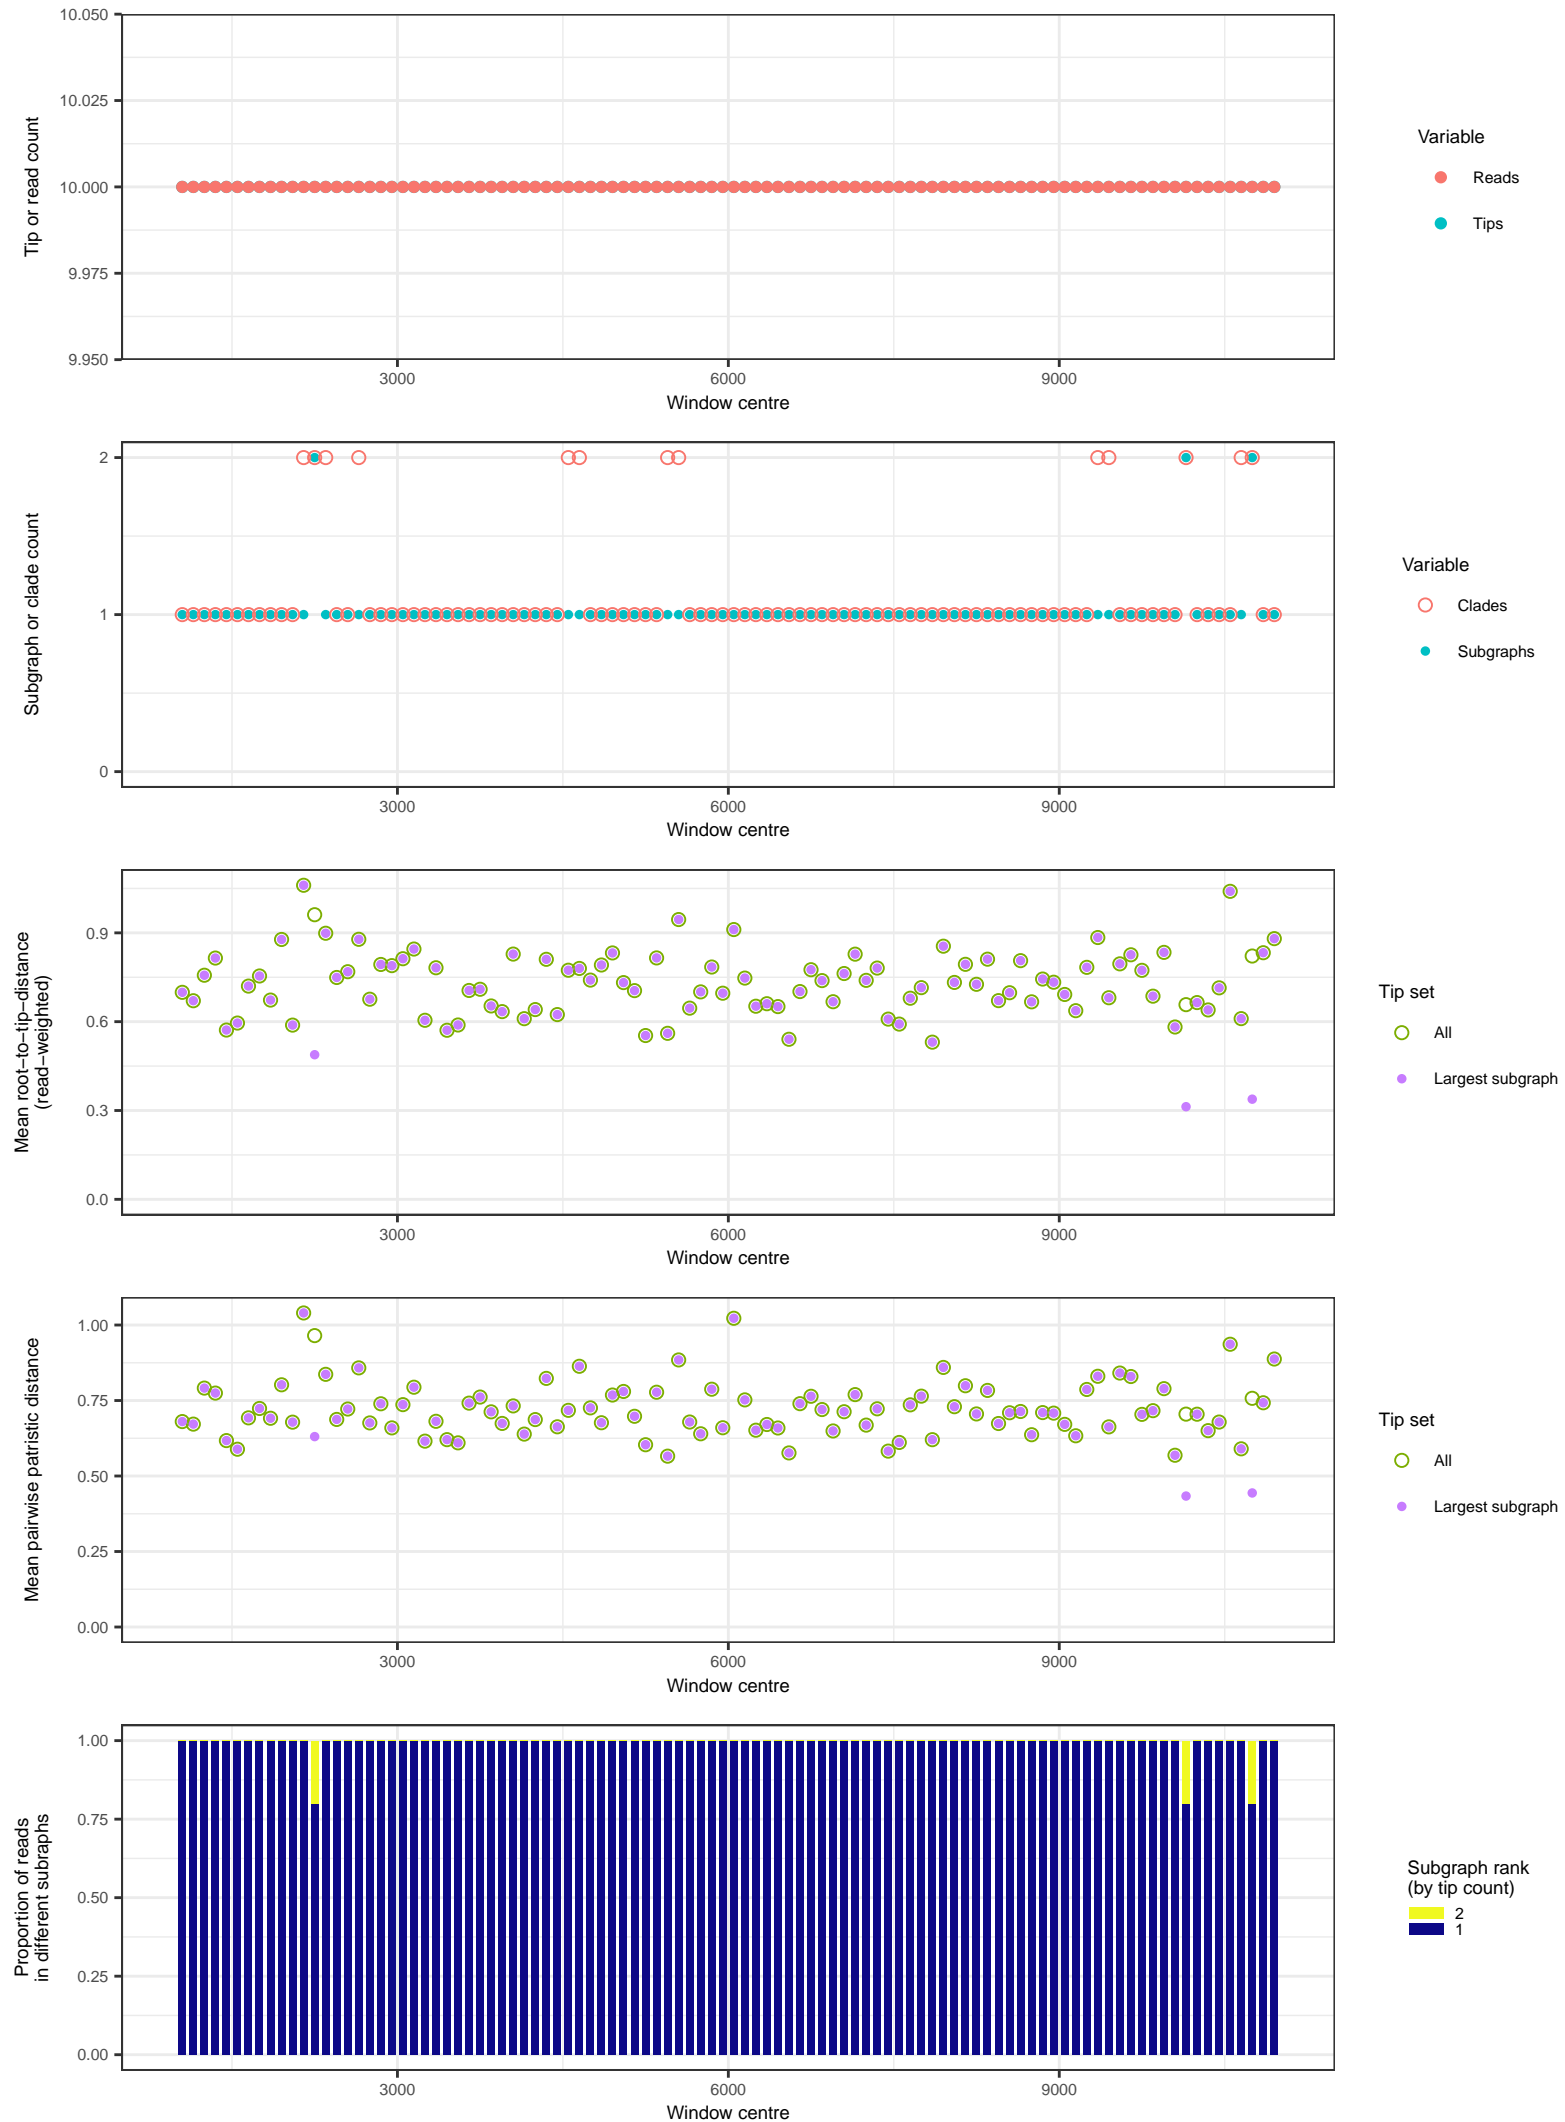 10.050
10.025
10.000
9.975
9.950
Tip or read count
3000 6000 9000
Window centre
Variable
Reads
Tips
2
1
0
Subgraph or clade count
3000 6000 9000
Window centre
Variable
Clades
Subgraphs
0.9
0.6
0.3
0.0
Mean root−to−tip−distance
(read−weighted)
3000 6000 9000
Window centre
Tip set
All
Largest subgraph
1.00
0.75
0.50
0.25
0.00
Mean pairwise patristic distance
3000 6000 9000
Window centre
Tip set
All
Largest subgraph
1.00
0.75
0.50
0.25
0.00
Proportion of reads
in different subraphs
3000 6000 9000
Window centre
Subgraph rank
(by tip count)
2
1